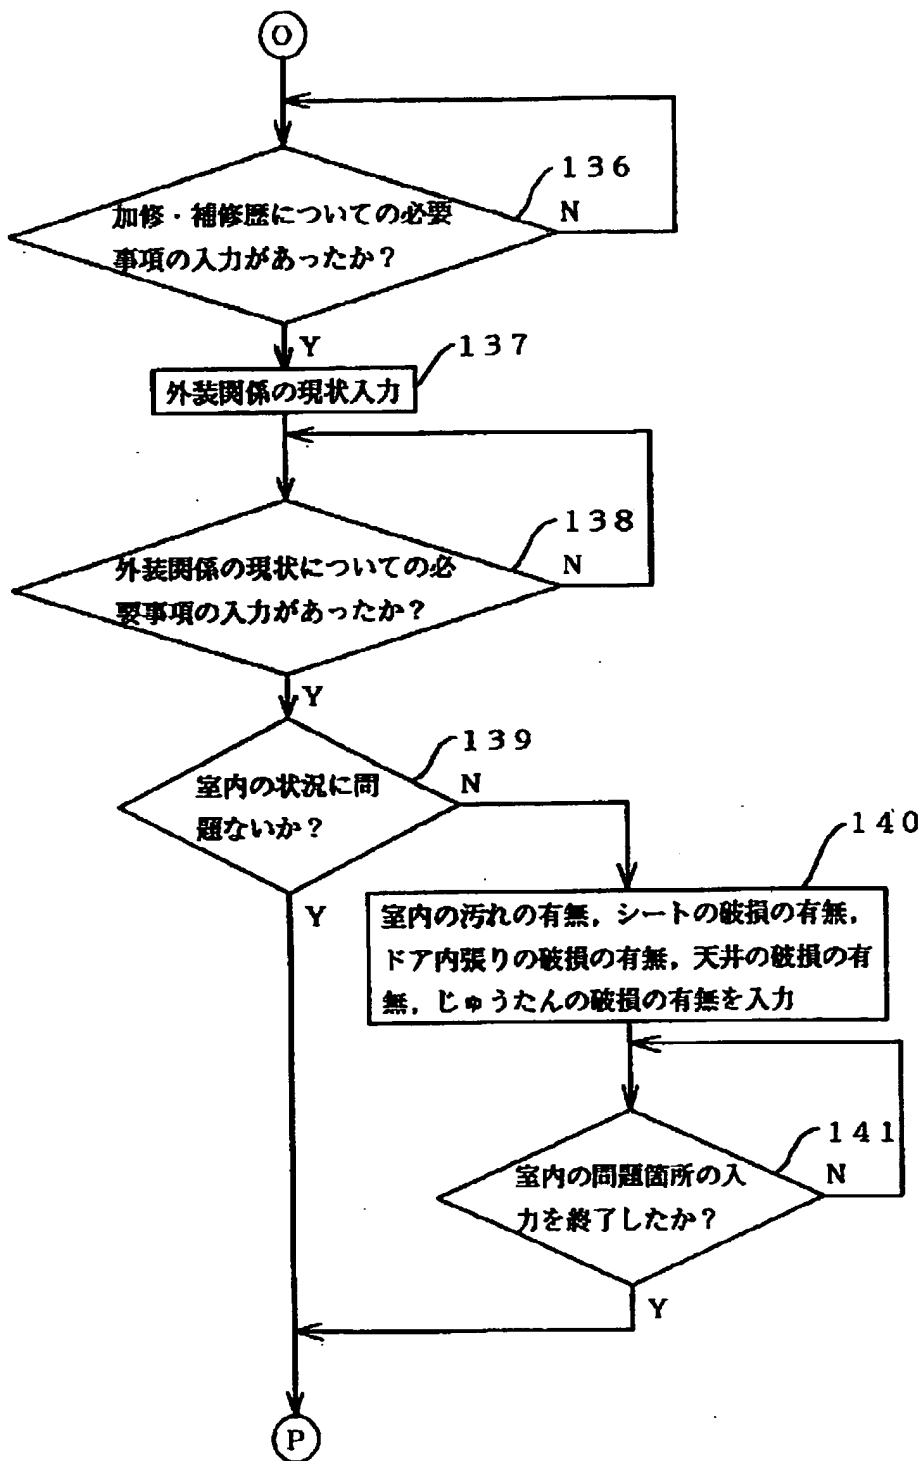 O
136
加修・補修歴についての必要
事項の入力があったか？
N
Y
137
外装関係の現状入力
138
外装関係の現状についての必
要事項の入力があったか？
N
Y
139
室内の状況に問
題ないか？
N
Y
140
室内の汚れの有無，シートの破損の有無，
ドア内張りの破損の有無，天井の破損の有
無，じゅうたんの破損の有無を入力
141
室内の問題箇所の入
力を終了したか？
N
Y
P